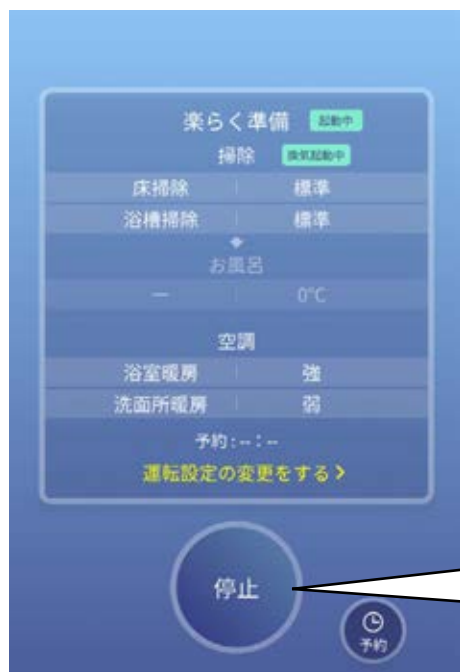 楽らく準備 起動中
掃除 換気起動中
床掃除 標準
浴槽掃除 標準
お風呂
— 0℃
空調
浴室暖房 強
洗面所暖房 弱
予約:--:--
運転設定の変更をする>
停止
予約